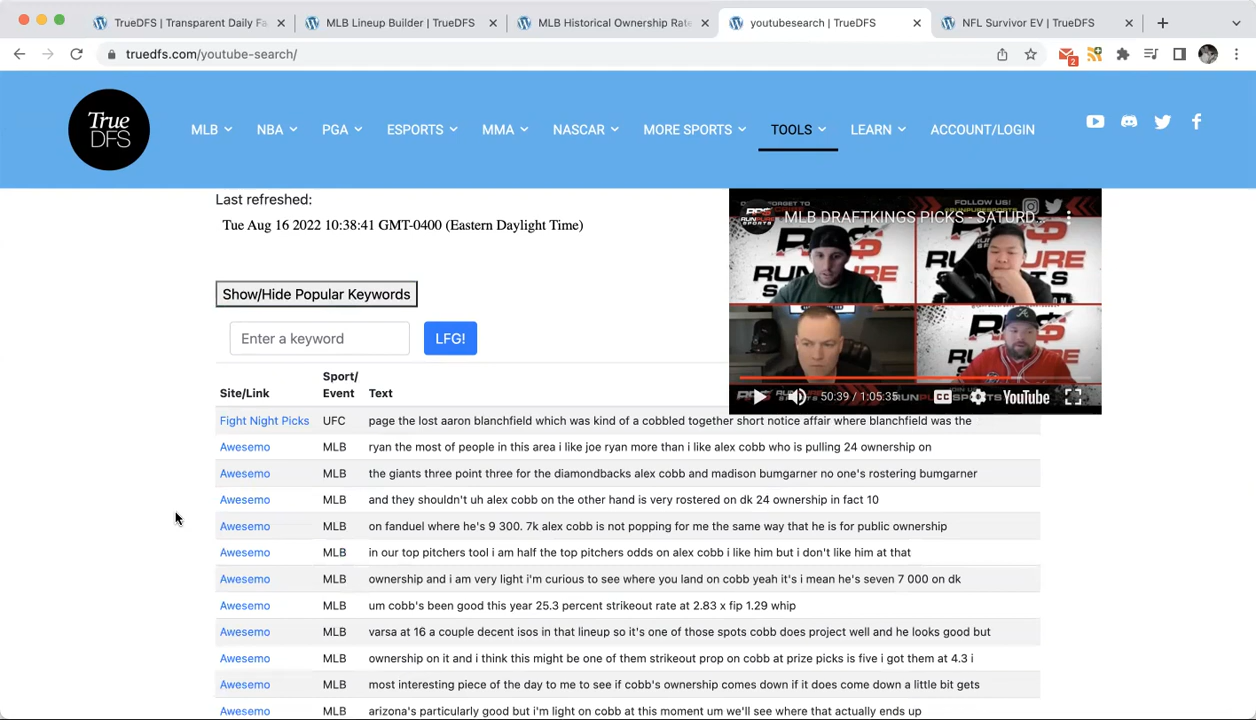 TrueDFS | Transparent Daily Fa
MLB Lineup Builder | TrueDFS
MLB Historical Ownership Rate
youtubesearch | TrueDFS
NFL Survivor EV | TrueDFS
truedfs.com/youtube-search/
2
True
DFS
MLB
NBA
PGA
ESPORTS
MMA
NASCAR
MORE SPORTS
TOOLS
LEARN
ACCOUNT/LOGIN
Last refreshed:
Tue Aug 16 2022 10:38:41 GMT-0400 (Eastern Daylight Time)
FOLLOW US!
MLB DRAFTKINGS PICKS - SATURD...
50:39 / 1:05:35
CC
YouTube
Show/Hide Popular Keywords
Enter a keyword
LFG!
Site/Link Sport/Event Text
Fight Night Picks UFC page the lost aaron blanchfield which was kind of a cobbled together short notice affair where blanchfield was the
Awesemo MLB ryan the most of people in this area i like joe ryan more than i like alex cobb who is pulling 24 ownership on
Awesemo MLB the giants three point three for the diamondbacks alex cobb and madison bumgarner no one's rostering bumgarner
Awesemo MLB and they shouldn't uh alex cobb on the other hand is very rostered on dk 24 ownership in fact 10
Awesemo MLB on fanduel where he's 9 300. 7k alex cobb is not popping for me the same way that he is for public ownership
Awesemo MLB in our top pitchers tool i am half the top pitchers odds on alex cobb i like him but i don't like him at that
Awesemo MLB ownership and i am very light i'm curious to see where you land on cobb yeah it's i mean he's seven 7 000 on dk
Awesemo MLB um cobb's been good this year 25.3 percent strikeout rate at 2.83 x fip 1.29 whip
Awesemo MLB varsa at 16 a couple decent isos in that lineup so it's one of those spots cobb does project well and he looks good but
Awesemo MLB ownership on it and i think this might be one of them strikeout prop on cobb at prize picks is five i got them at 4.3 i
Awesemo MLB most interesting piece of the day to me to see if cobb's ownership comes down if it does come down a little bit gets
Awesemo MLB arizona's particularly good but i'm light on cobb at this moment um we'll see where that actually ends up